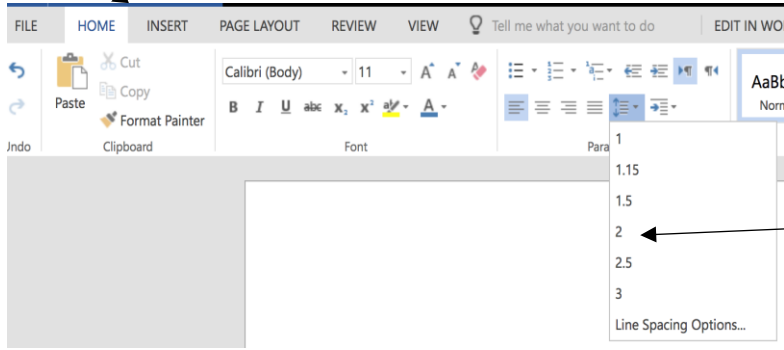 FILE HOME INSERT PAGE LAYOUT REVIEW VIEW Tell me what you want to do EDIT IN WO
Cut
Calibri (Body) 11 A A
Copy
Paste
Format Painter
B I U abc X₂ X² aby A
AaBb
Norn
Undo Clipboard Font Para
1
1.15
1.5
2
2.5
3
Line Spacing Options...